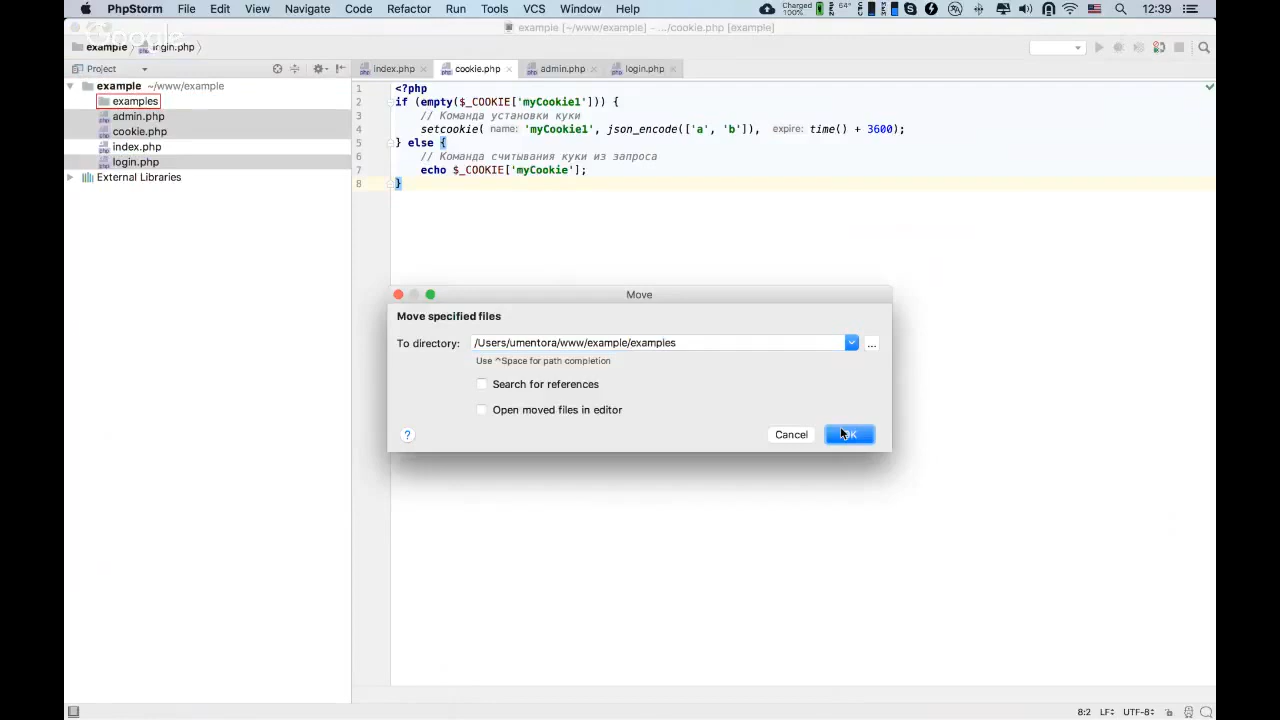 PhpStorm File Edit View Navigate Code Refactor Run Tools VCS Window Help Charged 100% 64° 12:39
example [~/www/example] – .../cookie.php [example]
Google
example login.php
Project
index.php cookie.php admin.php login.php
example ~/www/example
examples
admin.php
cookie.php
index.php
login.php
External Libraries
1 <?php
2 if (empty($_COOKIE['myCookie1'])) {
3 // Команда установки куки
4 setcookie( name: 'myCookie1', json_encode(['a', 'b']), expire: time() + 3600);
5 } else {
6 // Команда считывания куки из запроса
7 echo $_COOKIE['myCookie'];
8 }
Move
Move specified files
To directory: /Users/umentora/www/example/examples ...
Use ^Space for path completion
Search for references
Open moved files in editor
? Cancel OK
8:2 LF÷ UTF-8÷